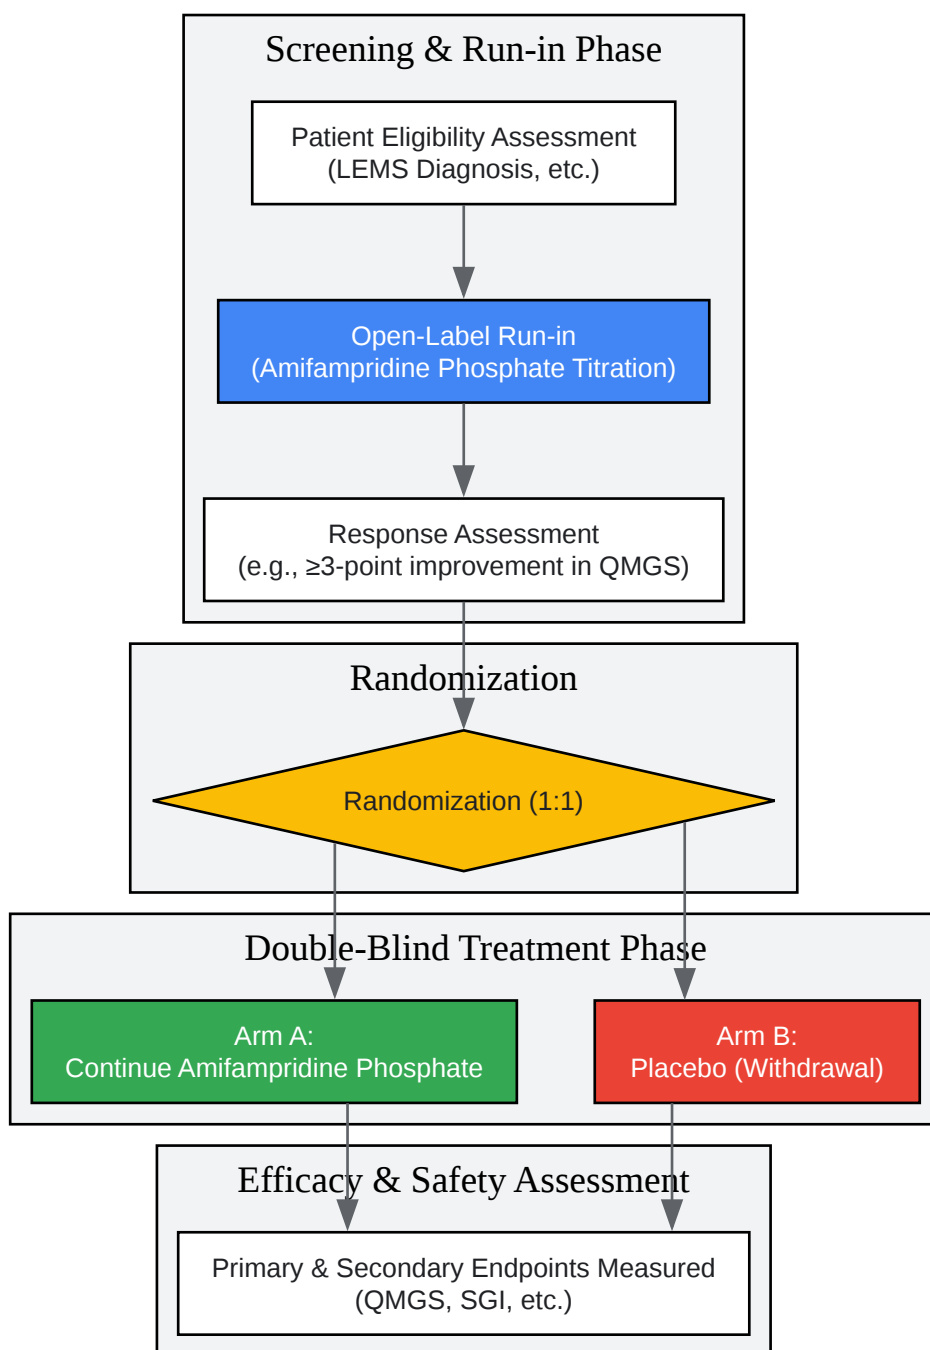 Screening & Run-in Phase
Patient Eligibility Assessment
(LEMS Diagnosis, etc.)
Open-Label Run-in
(Amifampridine Phosphate Titration)
Response Assessment
(e.g., ≥3-point improvement in QMGS)
Randomization
Randomization (1:1)
Double-Blind Treatment Phase
Arm A:
Continue Amifampridine Phosphate
Arm B:
Placebo (Withdrawal)
Efficacy & Safety Assessment
Primary & Secondary Endpoints Measured
(QMGS, SGI, etc.)